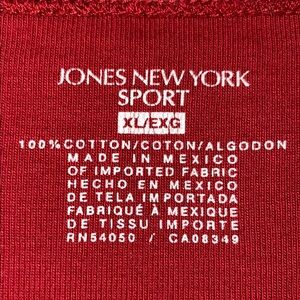 JONES NEW YORK
SPORT
XL/EXG
100% COTTON/COTON/ALGODON
MADE IN MEXICO
OF IMPORTED FABRIC
HECHO EN MEXICO
DE TELA IMPORTADA
FABRIQUÉ À MEXIQUE
DE TISSU IMPORTE
RN54050 / CA08349